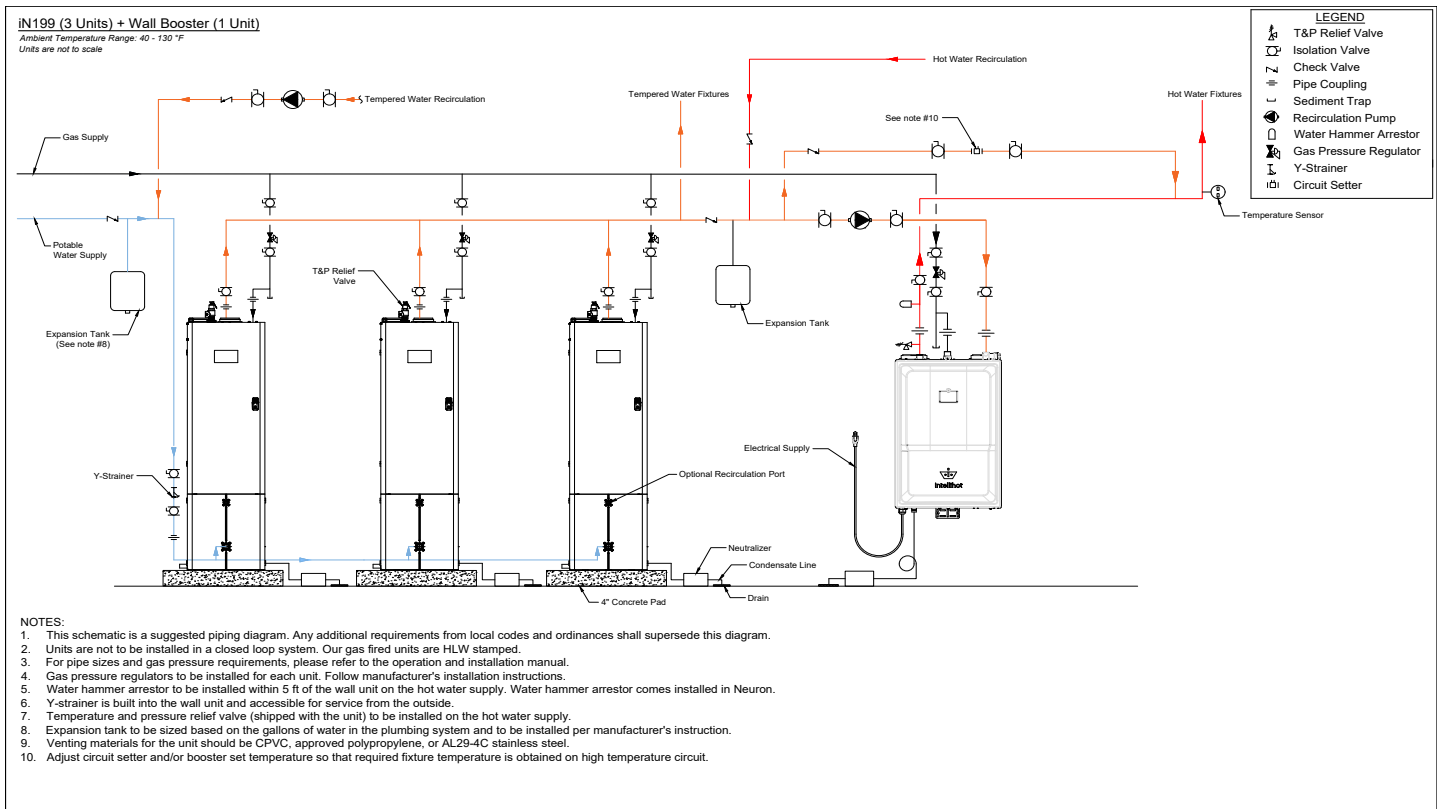 iN199 (3 Units) + Wall Booster (1 Unit)
Ambient Temperature Range: 40 - 130 °F
Units are not to scale
LEGEND
T&P Relief Valve
Isolation Valve
Check Valve
Pipe Coupling
Sediment Trap
Recirculation Pump
Water Hammer Arrestor
Gas Pressure Regulator
Y-Strainer
Circuit Setter
Hot Water Recirculation
Tempered Water Recirculation
Tempered Water Fixtures
Hot Water Fixtures
See note #10
Gas Supply
Temperature Sensor
Potable
Water Supply
T&P Relief
Valve
Expansion Tank
Expansion Tank
(See note #8)
Electrical Supply
Y-Strainer
Optional Recirculation Port
Intellihot
Neutralizer
Condensate Line
Drain
4" Concrete Pad
NOTES:
1. This schematic is a suggested piping diagram. Any additional requirements from local codes and ordinances shall supersede this diagram.
2. Units are not to be installed in a closed loop system. Our gas fired units are HLW stamped.
3. For pipe sizes and gas pressure requirements, please refer to the operation and installation manual.
4. Gas pressure regulators to be installed for each unit. Follow manufacturer's installation instructions.
5. Water hammer arrestor to be installed within 5 ft of the wall unit on the hot water supply. Water hammer arrestor comes installed in Neuron.
6. Y-strainer is built into the wall unit and accessible for service from the outside.
7. Temperature and pressure relief valve (shipped with the unit) to be installed on the hot water supply.
8. Expansion tank to be sized based on the gallons of water in the plumbing system and to be installed per manufacturer's instruction.
9. Venting materials for the unit should be CPVC, approved polypropylene, or AL29-4C stainless steel.
10. Adjust circuit setter and/or booster set temperature so that required fixture temperature is obtained on high temperature circuit.